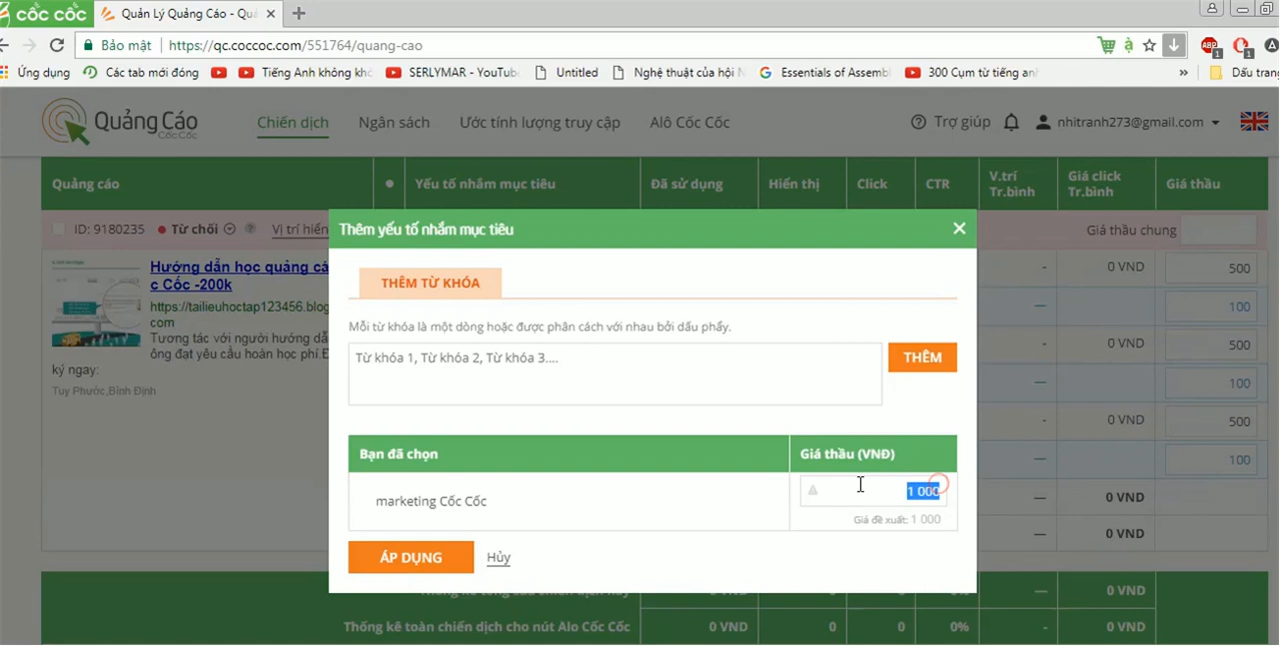 cốc cốc
Quản Lý Quảng Cáo - Quả
Bảo mật https://qc.coccoc.com/551764/quang-cao
Ứng dụng Các tab mới đóng Tiếng Anh không SERLYMAR - YouTub Untitled Nghệ thuật của hội Essentials of Assemb 300 Cụm từ tiếng » Dấu trang
Quảng Cáo Cốc Cốc Chiến dịch Ngân sách Ước tính lượng truy cập Alô Cốc Cốc Trợ giúp nhitranh273@gmail.com
Quảng cáo Yếu tố nhắm mục tiêu Đã sử dụng Hiển thị Click CTR V.trí Tr.bình Giá click Tr.bình Giá thầu
ID: 9180235 Từ chối Vị trí hiển Giá thầu chung
Thêm yếu tố nhắm mục tiêu
Hướng dẫn học quảng cá
c Cốc -200k
https://tailieuhoctap123456.blog
com
Tương tác với người hướng dẫ
ông đạt yêu cầu hoàn học phí.Đ
ký ngay:
Tuy Phước,Bình Định
THÊM TỪ KHÓA
Mỗi từ khóa là một dòng hoặc được phân cách với nhau bởi dấu phẩy.
Từ khóa 1, Từ khóa 2, Từ khóa 3....
THÊM
Bạn đã chọn Giá thầu (VNĐ)
marketing Cốc Cốc 1 000
Giá đề xuất: 1 000
ÁP DỤNG Hủy
- 0 VND 500
— 100
- 0 VND 500
— 100
- 0 VND 500
— 100
— 0 VND
— 0 VND
— 0 VND
Thống kê toàn chiến dịch cho nút Alo Cốc Cốc 0 VND 0 0 0% - 0 VND